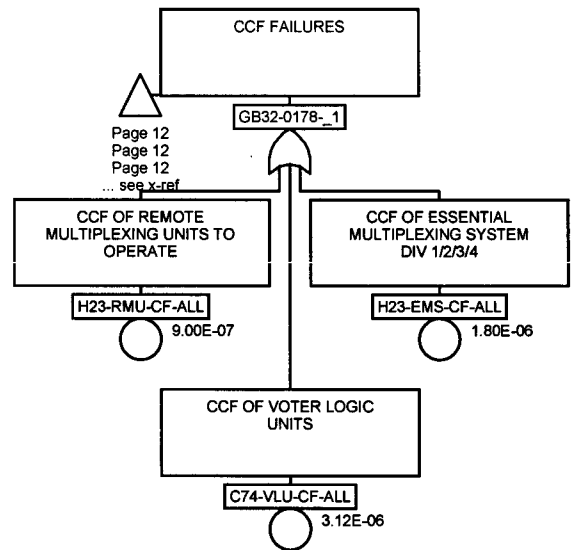 CCF FAILURES
GB32-0178-_1
Page 12
Page 12
Page 12
... see x-ref
CCF OF REMOTE
MULTIPLEXING UNITS TO
OPERATE
H23-RMU-CF-ALL
9.00E-07
CCF OF ESSENTIAL
MULTIPLEXING SYSTEM
DIV 1/2/3/4
H23-EMS-CF-ALL
1.80E-06
CCF OF VOTER LOGIC
UNITS
C74-VLU-CF-ALL
3.12E-06